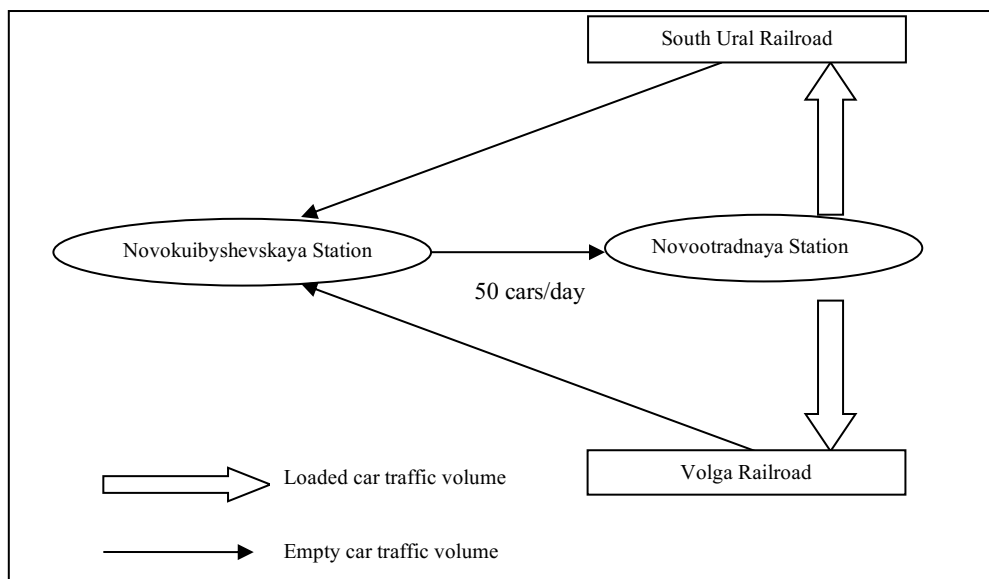 South Ural Railroad
Novokuibyshevskaya Station
Novootradnaya Station
50 cars/day
Volga Railroad
Loaded car traffic volume
Empty car traffic volume